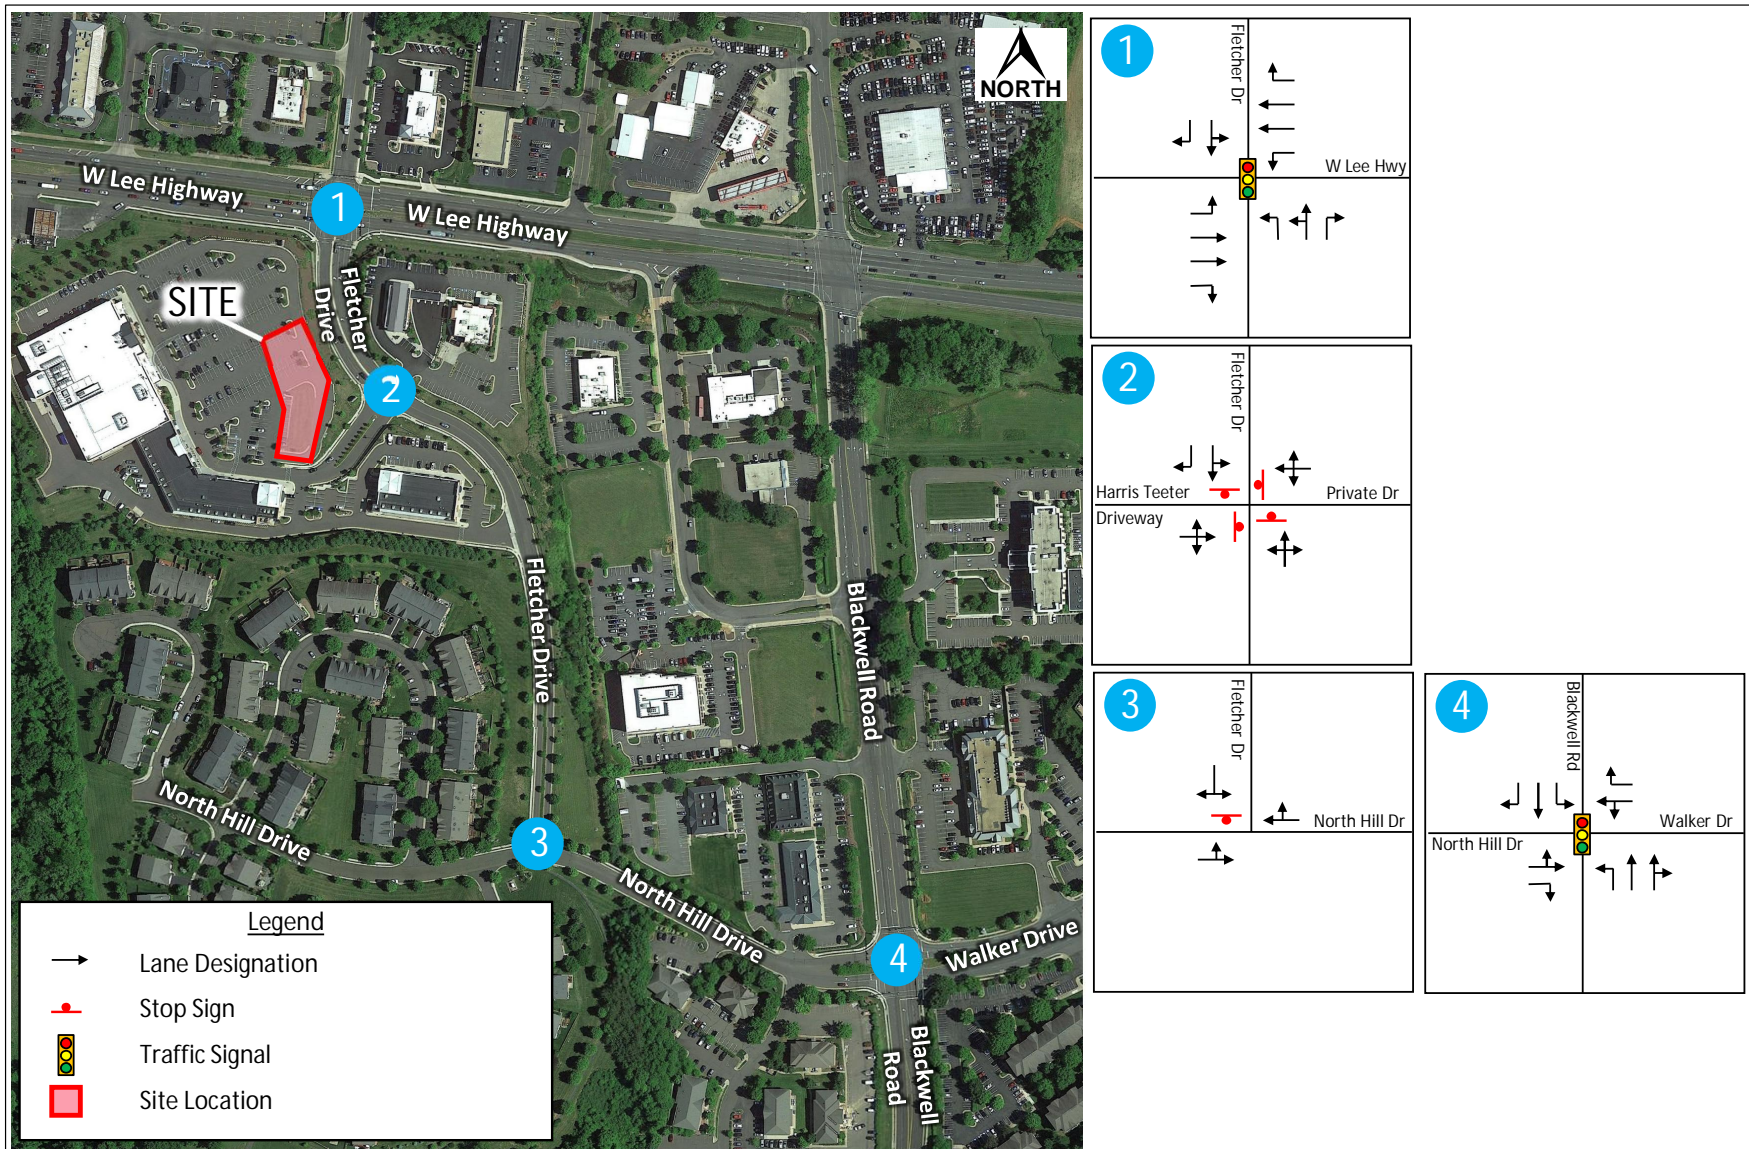 NORTH
W Lee Highway
1
W Lee Highway
Fletcher
Drive
SITE
2
Fletcher Drive
Blackwell Road
North Hill Drive
3
North Hill Drive
4
Walker Drive
Blackwell
Road
Legend
Lane Designation
Stop Sign
Traffic Signal
Site Location
1
Fletcher Dr
W Lee Hwy
2
Fletcher Dr
Harris Teeter
Driveway
Private Dr
3
Fletcher Dr
North Hill Dr
4
Blackwell Rd
Walker Dr
North Hill Dr